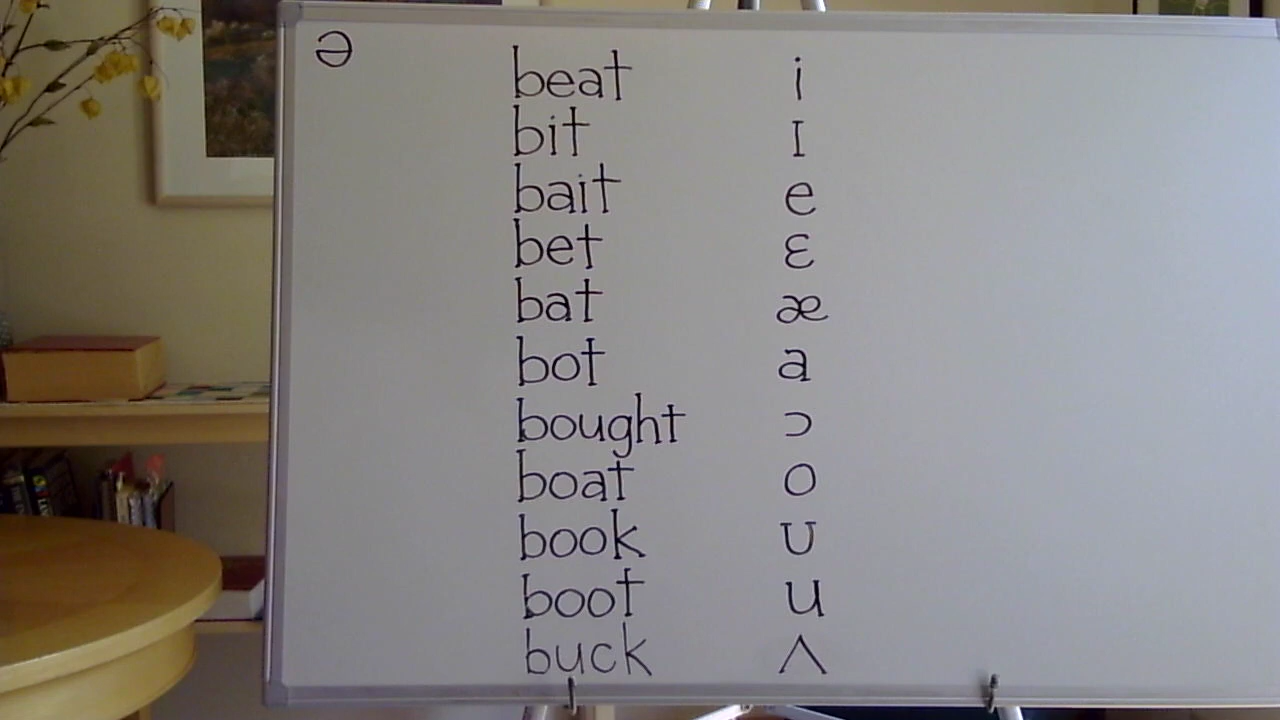 ə
beat i
bit ɪ
bait e
bet ɛ
bat æ
bot a
bought ɔ
boat o
book ʊ
boot u
buck ʌ